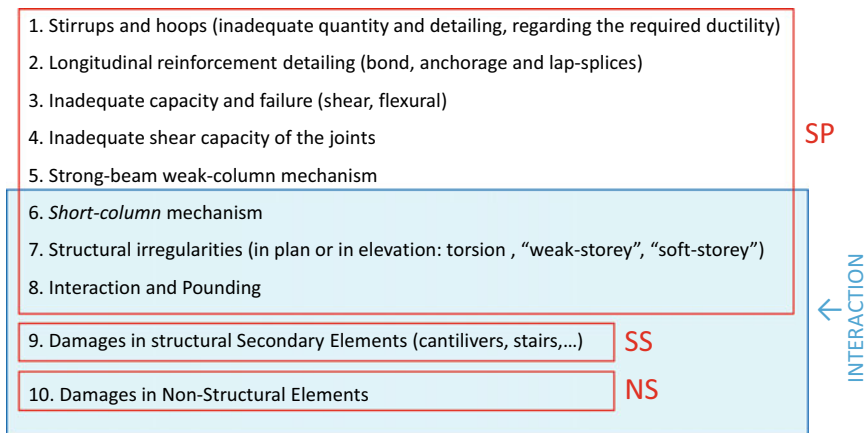 1. Stirrups and hoops (inadequate quantity and detailing, regarding the required ductility)
2. Longitudinal reinforcement detailing (bond, anchorage and lap-splices)
3. Inadequate capacity and failure (shear, flexural)
4. Inadequate shear capacity of the joints
SP
5. Strong-beam weak-column mechanism
6. Short-column mechanism
7. Structural irregularities (in plan or in elevation: torsion , “weak-storey”, “soft-storey”)
8. Interaction and Pounding
← INTERACTION
9. Damages in structural Secondary Elements (cantilivers, stairs,...)
SS
10. Damages in Non-Structural Elements
NS